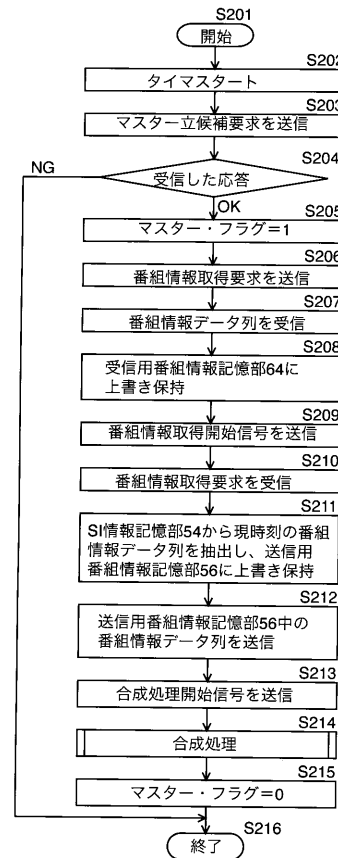 S201
開始
S202
タイマスタート
S203
マスター立候補要求を送信
S204
受信した応答
NG
OK
S205
マスター・フラグ=1
S206
番組情報取得要求を送信
S207
番組情報データ列を受信
S208
受信用番組情報記憶部64に
上書き保持
S209
番組情報取得開始信号を送信
S210
番組情報取得要求を受信
S211
SI情報記憶部54から現時刻の番組
情報データ列を抽出し、送信用
番組情報記憶部56に上書き保持
S212
送信用番組情報記憶部56中の
番組情報データ列を送信
S213
合成処理開始信号を送信
S214
合成処理
S215
マスター・フラグ=0
S216
終了